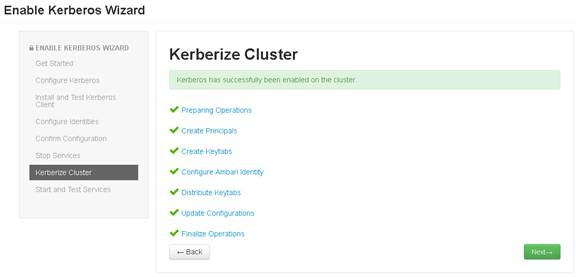 Enable Kerberos Wizard
ENABLE KERBEROS WIZARD
Get Started
Configure Kerberos
Install and Test Kerberos
Client
Configure Identities
Confirm Configuration
Stop Services
Kerberize Cluster
Start and Test Services
Kerberize Cluster
Kerberos has successfully been enabled on the cluster.
Preparing Operations
Create Principals
Create Keytabs
Configure Ambari Identity
Distribute Keytabs
Update Configurations
Finalize Operations
← Back
Next →